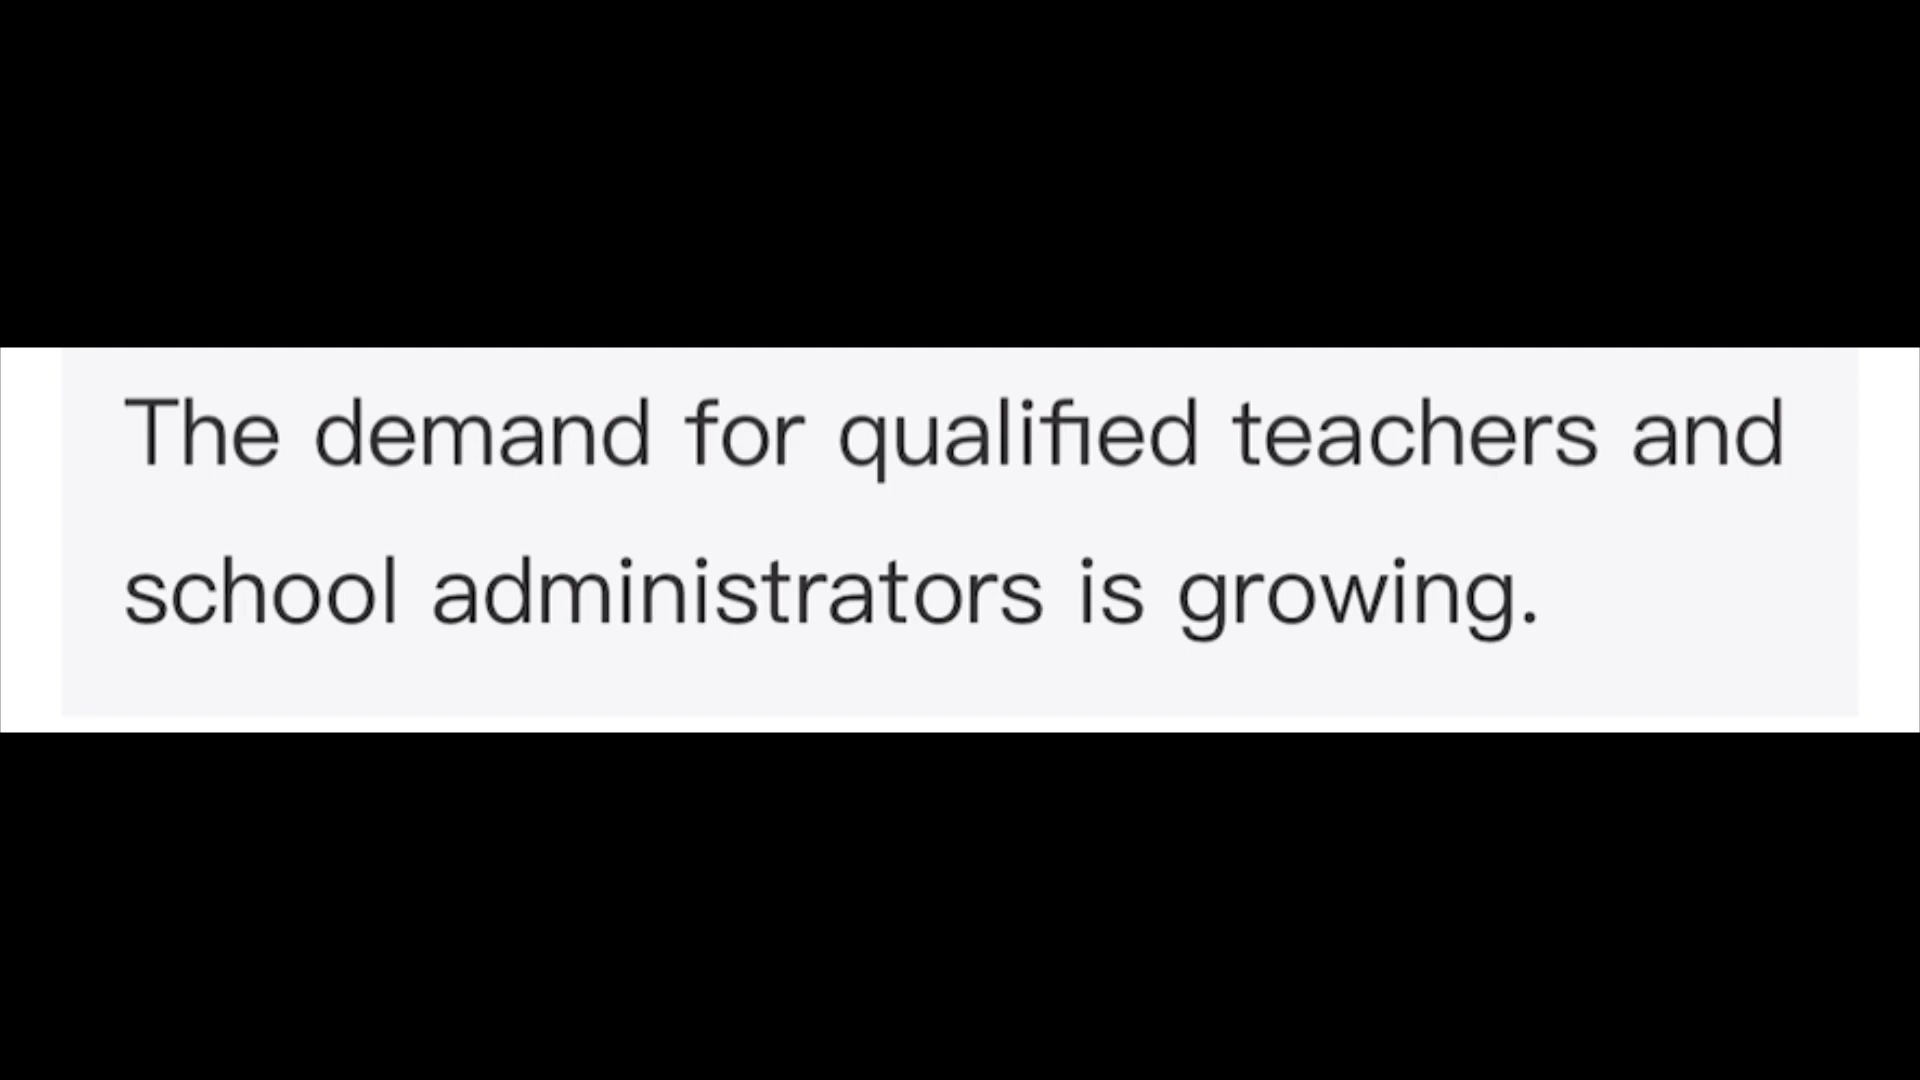 The demand for qualified teachers and
school administrators is growing.